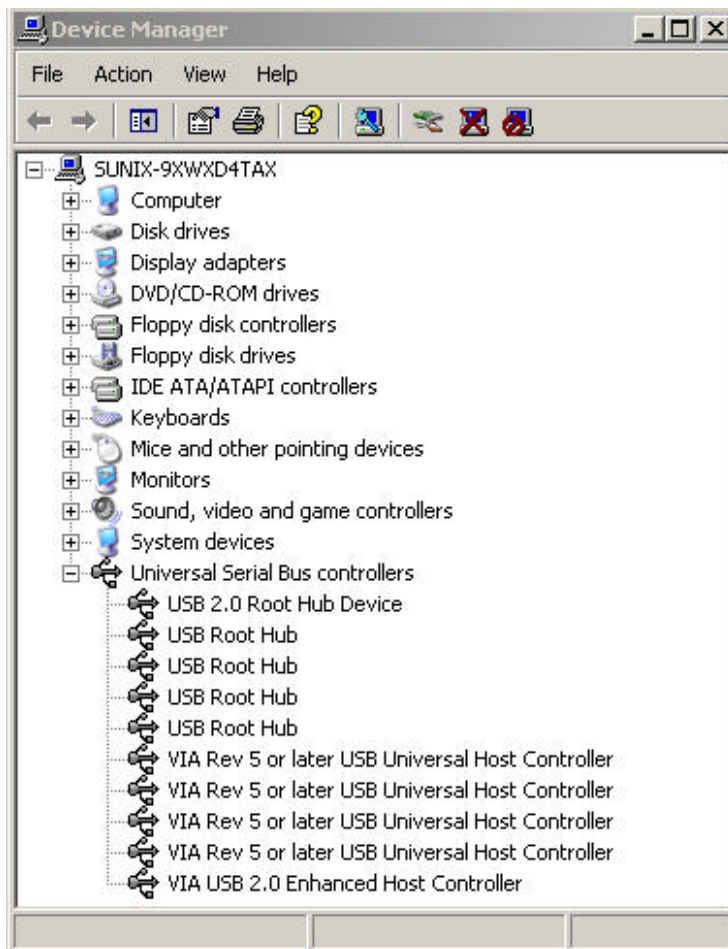 Device Manager
File Action View Help
SUNIX-9XWXD4TAX
Computer
Disk drives
Display adapters
DVD/CD-ROM drives
Floppy disk controllers
Floppy disk drives
IDE ATA/ATAPI controllers
Keyboards
Mice and other pointing devices
Monitors
Sound, video and game controllers
System devices
Universal Serial Bus controllers
USB 2.0 Root Hub Device
USB Root Hub
USB Root Hub
USB Root Hub
USB Root Hub
VIA Rev 5 or later USB Universal Host Controller
VIA Rev 5 or later USB Universal Host Controller
VIA Rev 5 or later USB Universal Host Controller
VIA Rev 5 or later USB Universal Host Controller
VIA USB 2.0 Enhanced Host Controller